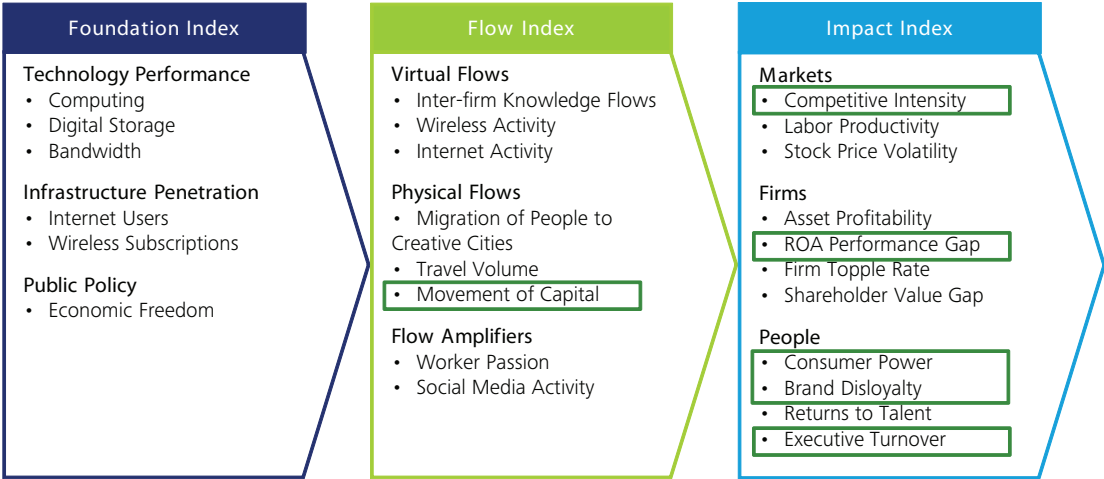 Foundation Index
Technology Performance
• Computing
• Digital Storage
• Bandwidth
Infrastructure Penetration
• Internet Users
• Wireless Subscriptions
Public Policy
• Economic Freedom
Flow Index
Virtual Flows
• Inter-firm Knowledge Flows
• Wireless Activity
• Internet Activity
Physical Flows
• Migration of People to
Creative Cities
• Travel Volume
• Movement of Capital
Flow Amplifiers
• Worker Passion
• Social Media Activity
Impact Index
Markets
• Competitive Intensity
• Labor Productivity
• Stock Price Volatility
Firms
• Asset Profitability
• ROA Performance Gap
• Firm Topple Rate
• Shareholder Value Gap
People
• Consumer Power
• Brand Disloyalty
• Returns to Talent
• Executive Turnover